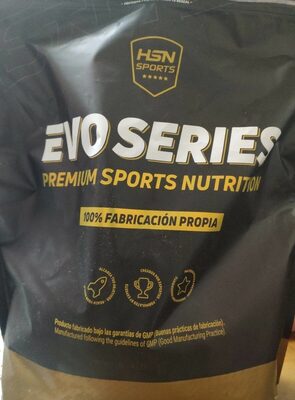 HSN
SPORTS
EVO SERIES
PREMIUM SPORTS NUTRITION
100% FABRICACIÓN PROPIA
Producto fabricado bajo las garantías de GMP (Buenas prácticas de fabricación).
Manufactured following the guidelines of GMP (Good Manufacturing Practice)